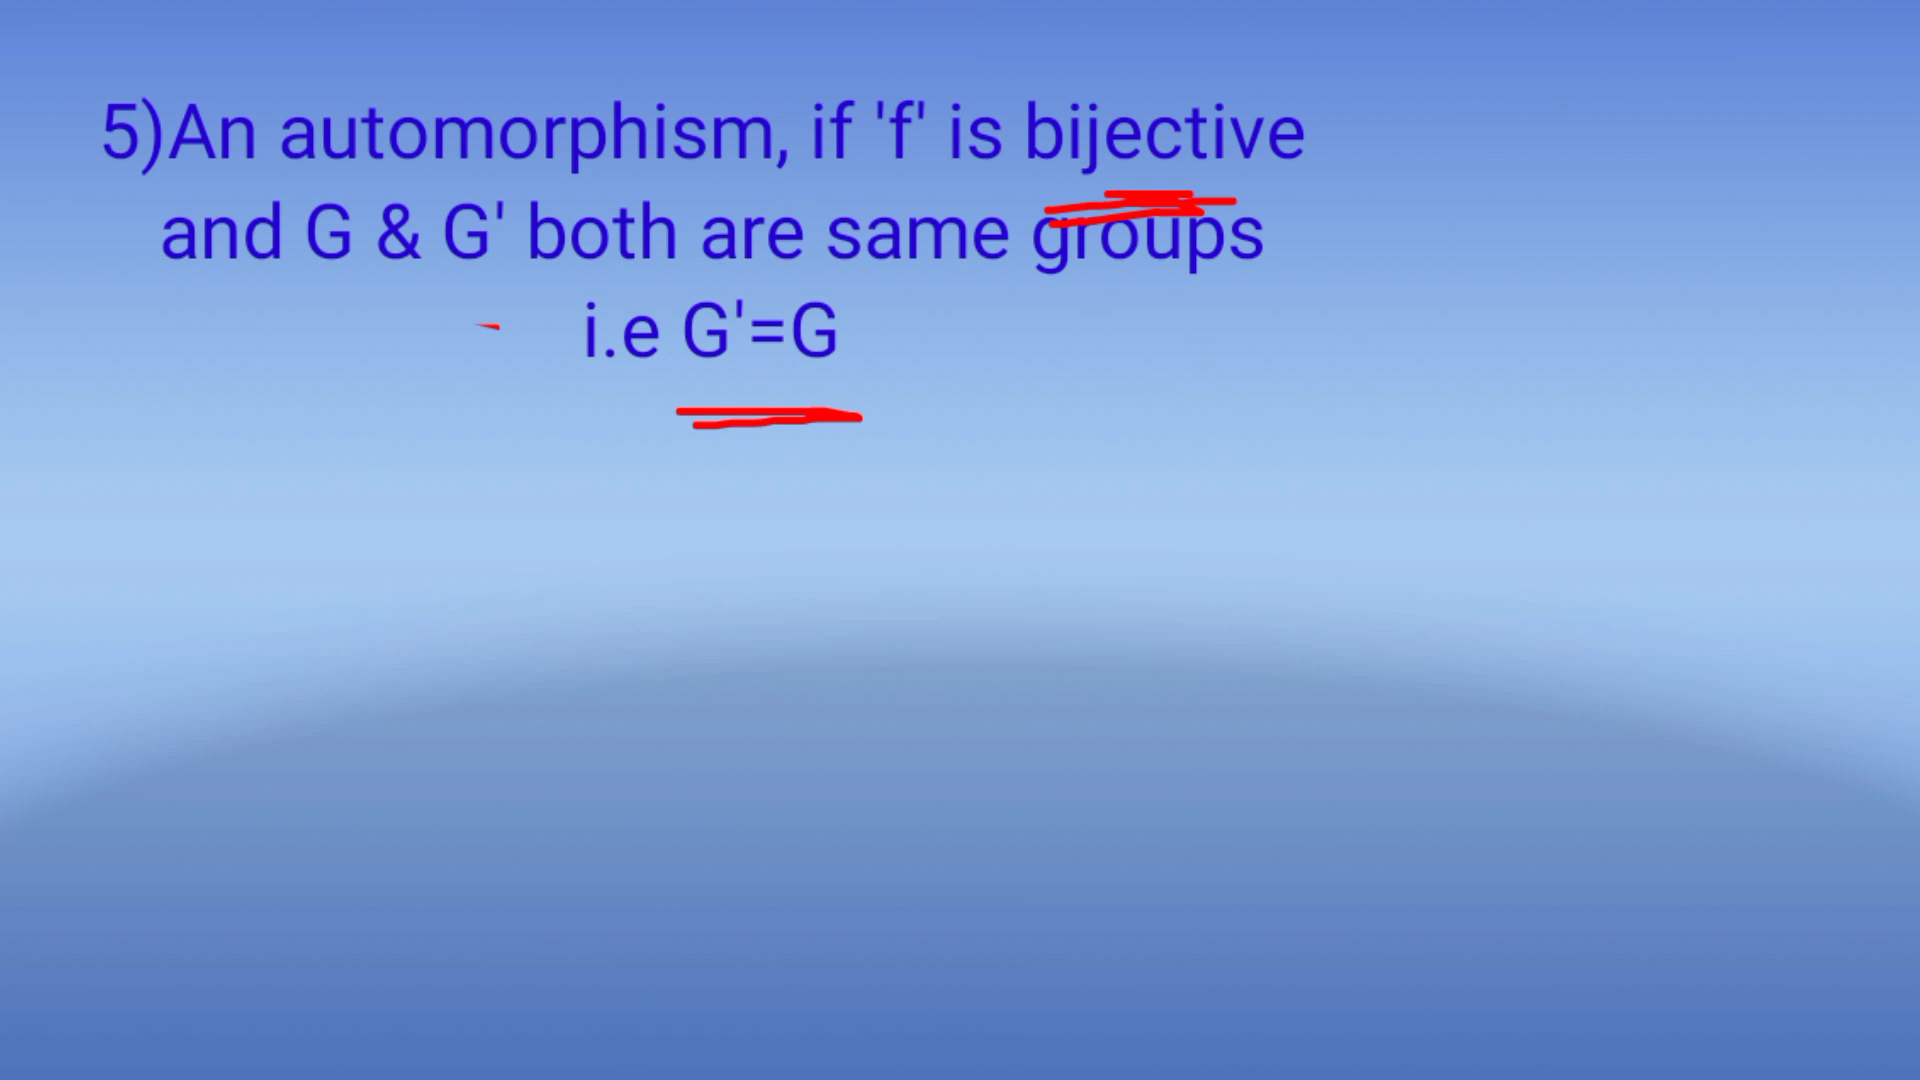 5)An automorphism, if 'f' is bijective
and G & G' both are same groups
i.e G'=G